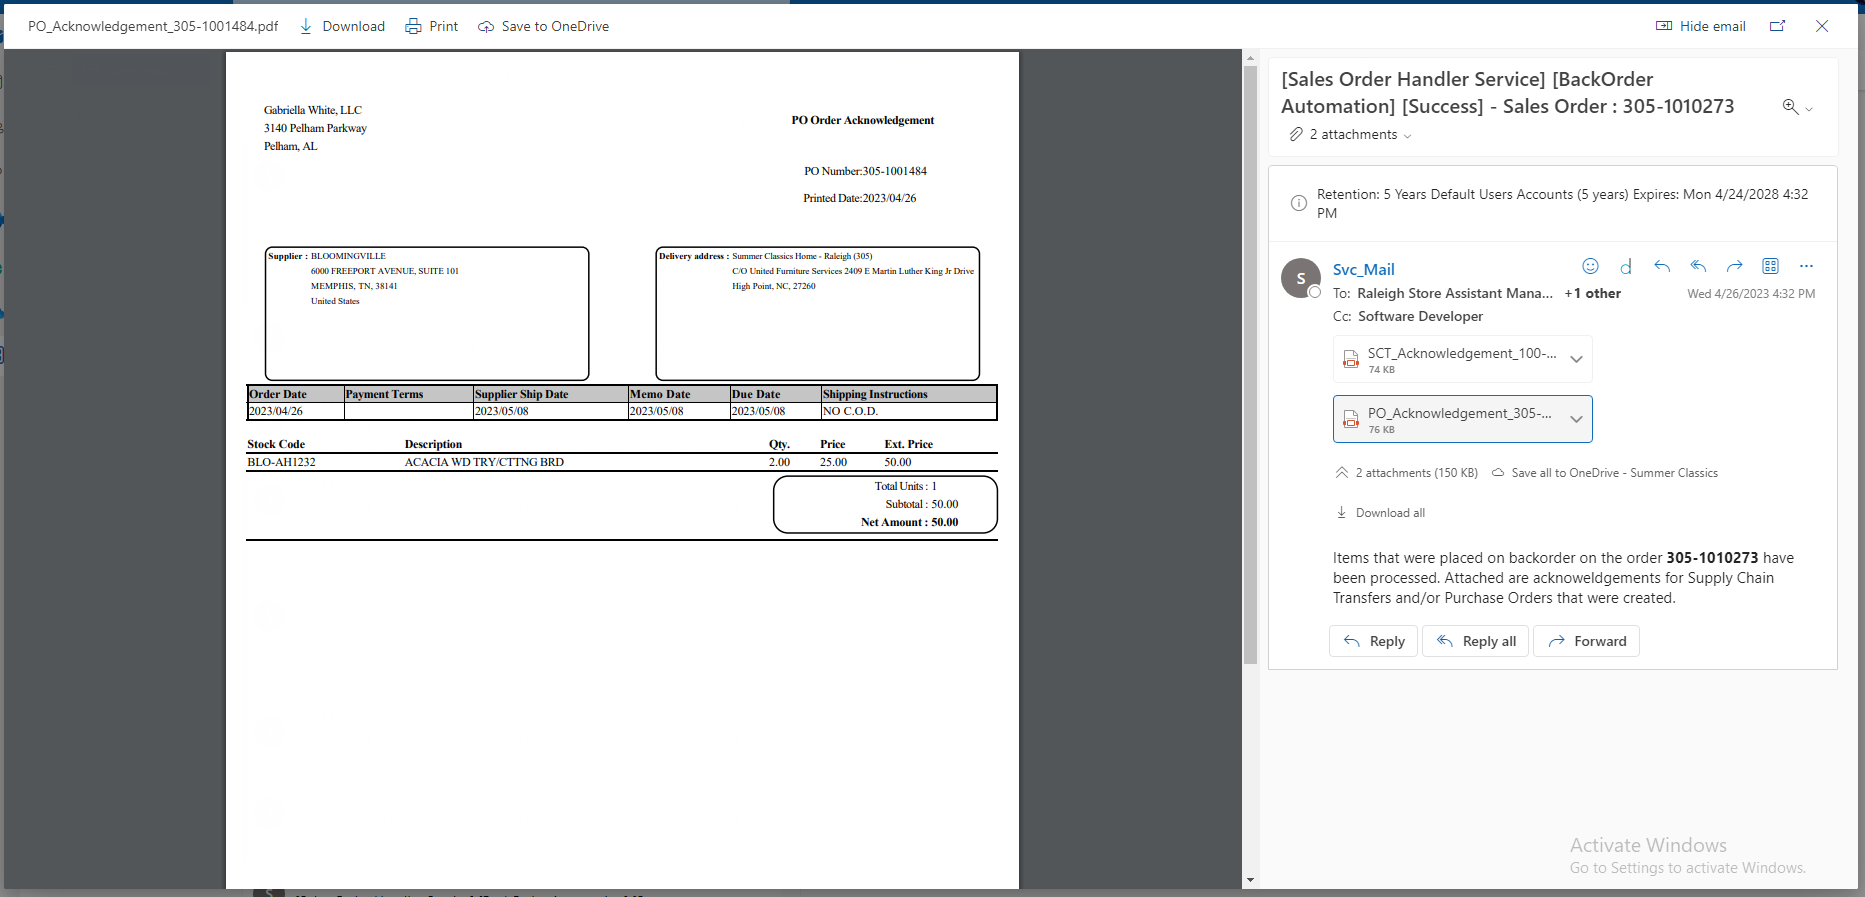 PO_Acknowledgement_305-1001484.pdf
Download
Print
Save to OneDrive
Hide email
Gabriella White, LLC
3140 Pelham Parkway
Pelham, AL
PO Order Acknowledgement
PO Number:305-1001484
Printed Date:2023/04/26
Supplier : BLOOMINGVILLE
6000 FREEPORT AVENUE, SUITE 101
MEMPHIS, TN, 38141
United States
Delivery address : Summer Classics Home - Raleigh (305)
C/O United Furniture Services 2409 E Martin Luther King Jr Drive
High Point, NC, 27260
Order Date Payment Terms Supplier Ship Date Memo Date Due Date Shipping Instructions
2023/04/26 2023/05/08 2023/05/08 2023/05/08 NO C.O.D.
Stock Code Description Qty. Price Ext. Price
BLO-AH1232 ACACIA WD TRY/CTTNG BRD 2.00 25.00 50.00
Total Units : 1
Subtotal : 50.00
Net Amount : 50.00
[Sales Order Handler Service] [BackOrder
Automation] [Success] - Sales Order : 305-1010273
2 attachments
Retention: 5 Years Default Users Accounts (5 years) Expires: Mon 4/24/2028 4:32
PM
S
Svc_Mail
To: Raleigh Store Assistant Mana... +1 other
Wed 4/26/2023 4:32 PM
Cc: Software Developer
SCT_Acknowledgement_100-...
74 KB
PO_Acknowledgement_305-...
76 KB
2 attachments (150 KB)
Save all to OneDrive - Summer Classics
Download all
Items that were placed on backorder on the order 305-1010273 have
been processed. Attached are acknoweldgements for Supply Chain
Transfers and/or Purchase Orders that were created.
Reply
Reply all
Forward
Activate Windows
Go to Settings to activate Windows.